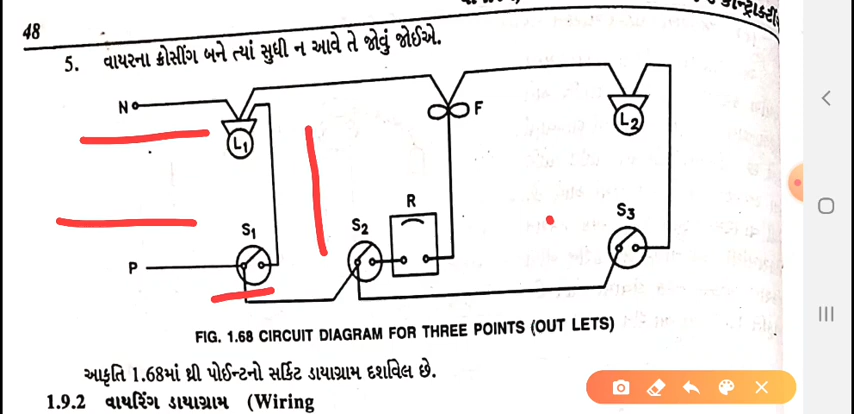 48
5. વાયરના ક્રોસીંગ બને ત્યાં સુધી ન આવે તે જોવું જોઈએ.
N
F
L1
L2
R
S1
S2
S3
P
FIG. 1.68 CIRCUIT DIAGRAM FOR THREE POINTS (OUT LETS)
આકૃતિ 1.68માં થ્રી પોઈન્ટનો સર્કિટ ડાયાગ્રામ દર્શાવેલ છે.
1.9.2 વાયરિંગ ડાયાગ્રામ (Wiring